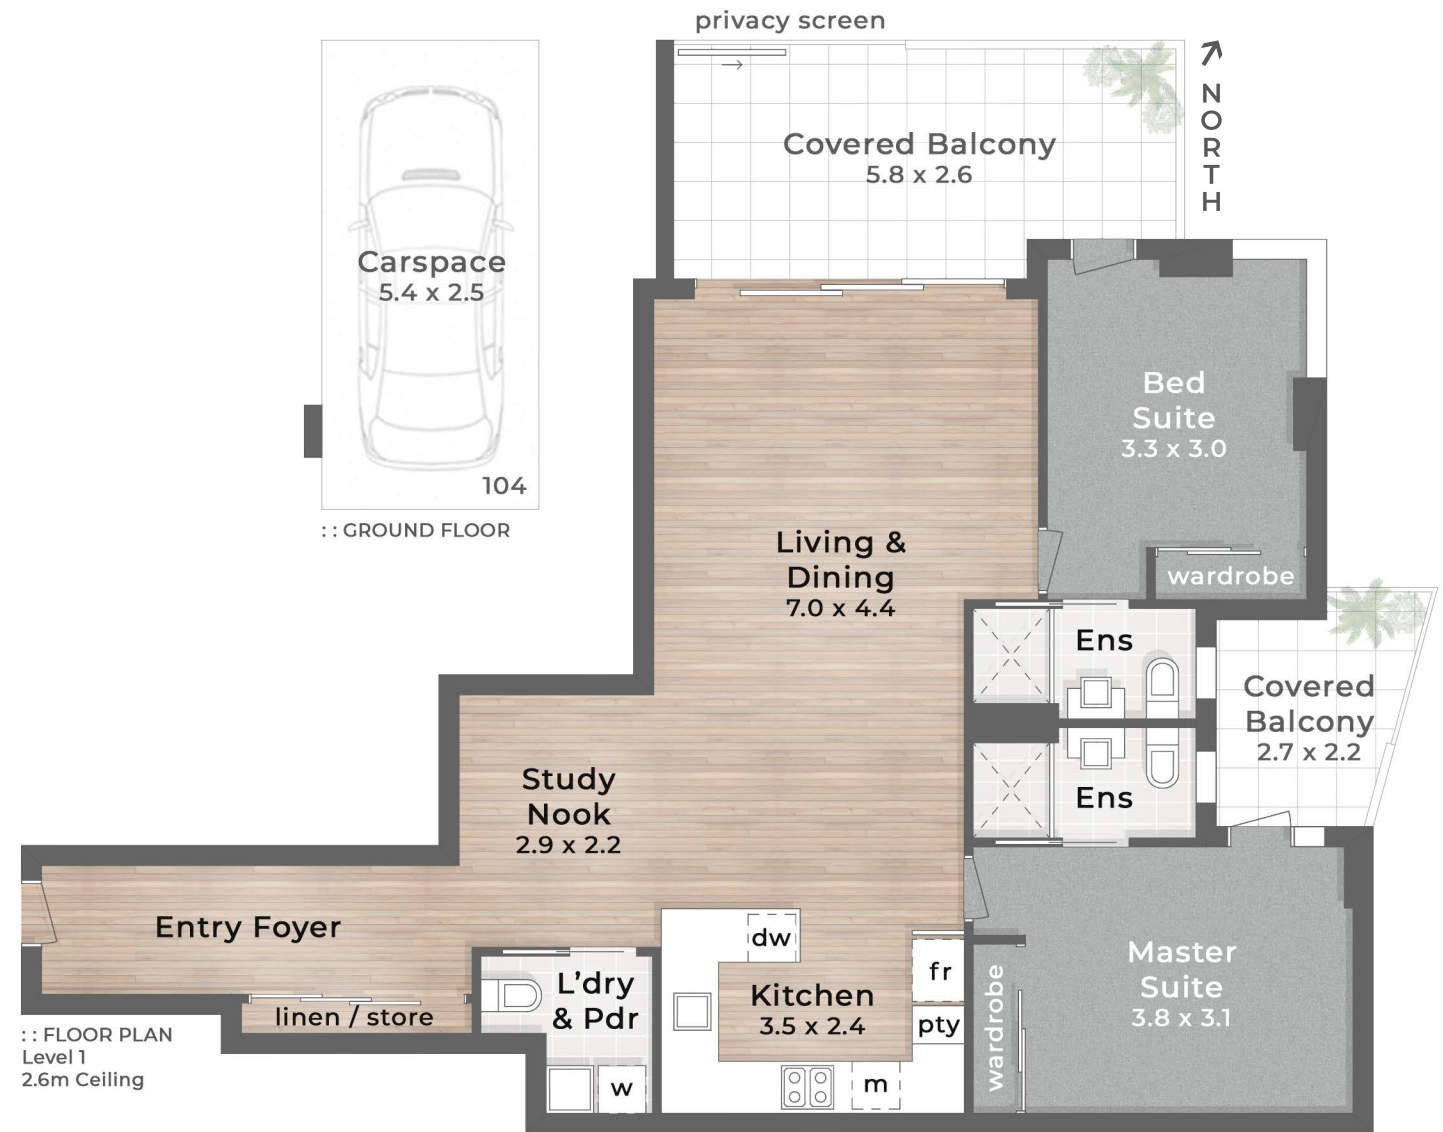 privacy screen
NORTH
Covered Balcony
5.8 x 2.6
Carspace
5.4 x 2.5
104
: : GROUND FLOOR
Bed
Suite
3.3 x 3.0
wardrobe
Living &
Dining
7.0 x 4.4
Ens
Covered
Balcony
2.7 x 2.2
Ens
Study
Nook
2.9 x 2.2
Entry Foyer
linen / store
L'dry
& Pdr
w
dw
Kitchen
3.5 x 2.4
fr
pty
m
wardrobe
Master
Suite
3.8 x 3.1
: : FLOOR PLAN
Level 1
2.6m Ceiling